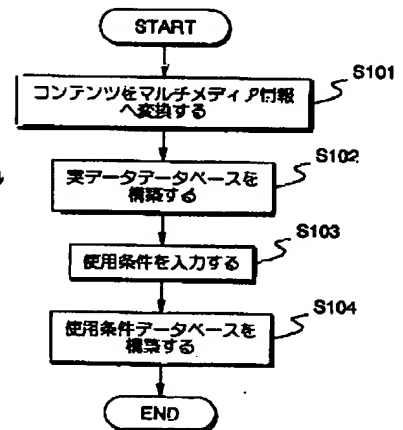 START
S101
コンテンツをマルチメディア情報
へ変換する
S102
実データデータベースを
構築する
S103
使用条件を入力する
S104
使用条件データベースを
構築する
END